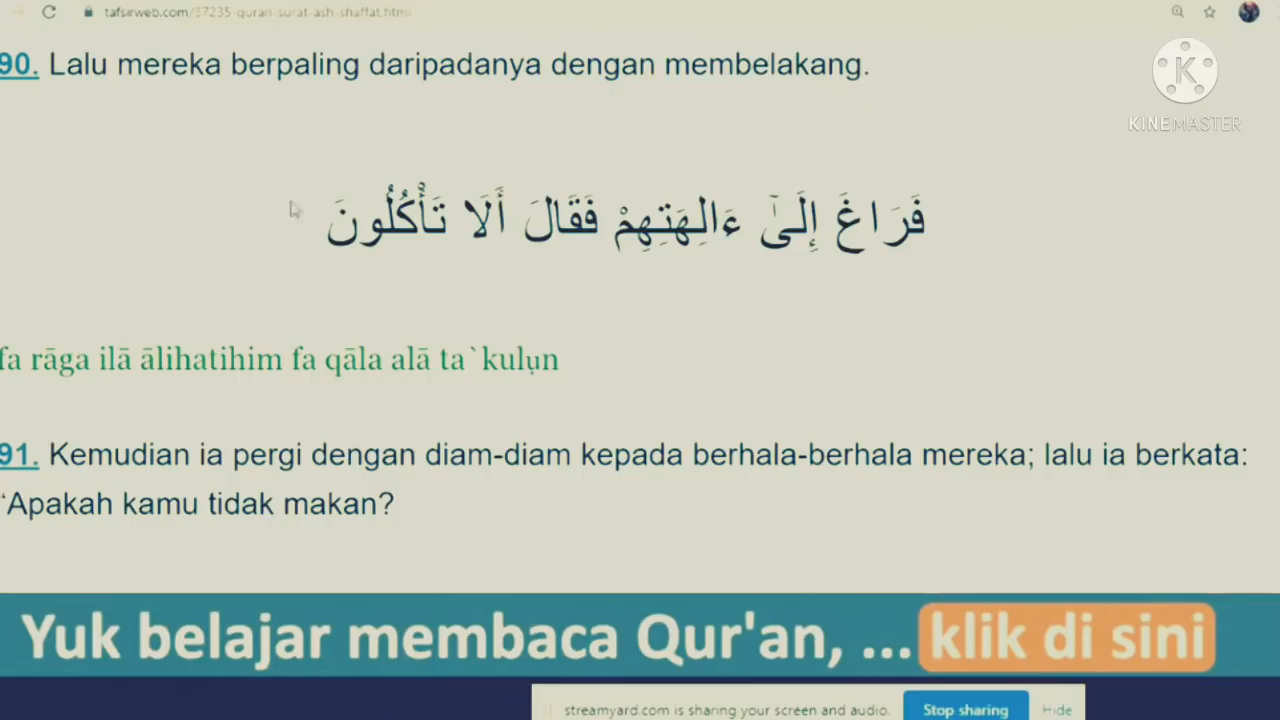 tafsirweb.com/37235-quran-surat-ash-shaffat.html
90. Lalu mereka berpaling daripadanya dengan membelakang.
KINEMASTER
فَرَاغَ إِلَىٰٓ ءَالِهَتِهِمْ فَقَالَ أَلَا تَأْكُلُونَ
fa rāga ilā ālihatihim fa qāla alā ta`kulụn
91. Kemudian ia pergi dengan diam-diam kepada berhala-berhala mereka; lalu ia berkata:
"Apakah kamu tidak makan?
Yuk belajar membaca Qur'an, ... klik di sini
streamyard.com is sharing your screen and audio. Stop sharing Hide